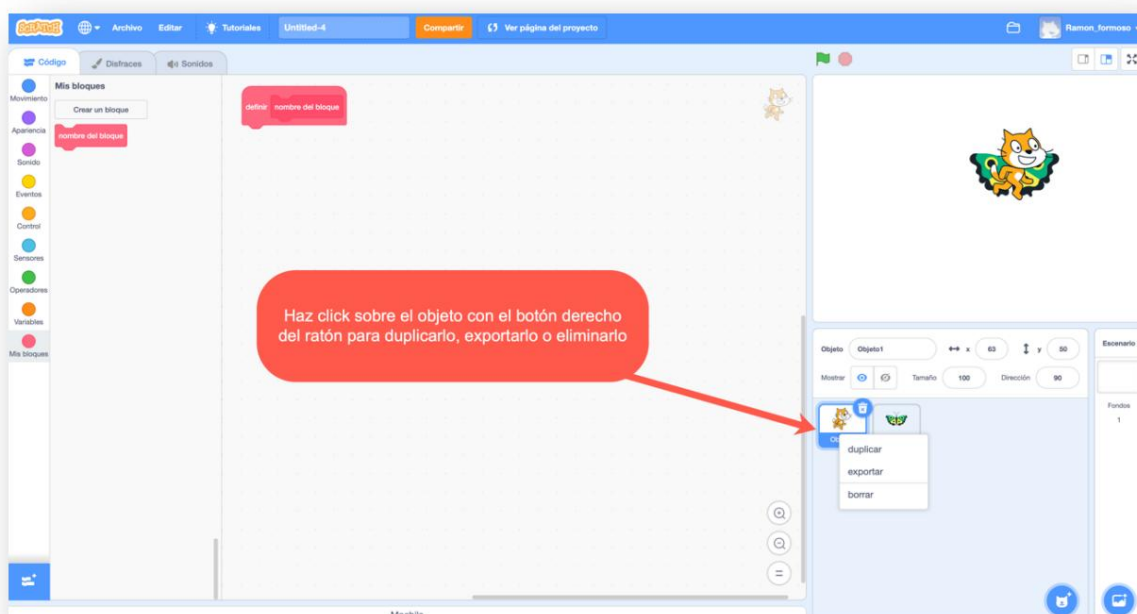 SCRATCH
Archivo
Editar
Tutoriales
Untitled-4
Compartir
Ver página del proyecto
Ramon_formoso
Código
Disfraces
Sonidos
Movimiento
Apariencia
Sonido
Eventos
Control
Sensores
Operadores
Variables
Mis bloques
Mis bloques
Crear un bloque
nombre del bloque
definir nombre del bloque
Haz click sobre el objeto con el botón derecho
del ratón para duplicarlo, exportarlo o eliminarlo
Objeto Objeto1 x 63 y 50
Mostrar Tamaño 100 Dirección 90
duplicar
exportar
borrar
Escenario
Fondos
1